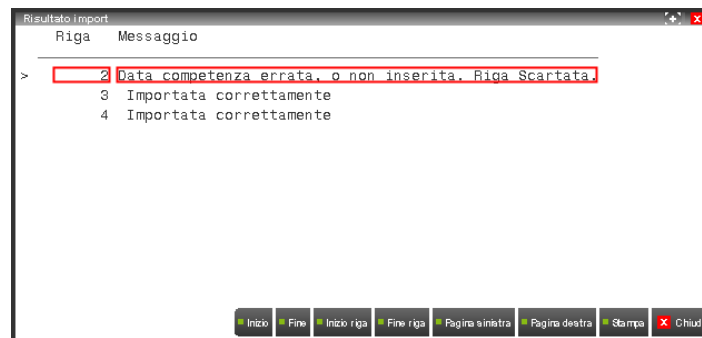 Risultato import
Riga Messaggio
> 2 Data competenza errata, o non inserita. Riga Scartata.
3 Importata correttamente
4 Importata correttamente
Inizio Fine Inizio riga Fine riga Pagina sinistra Pagina destra Stampa X Chiud